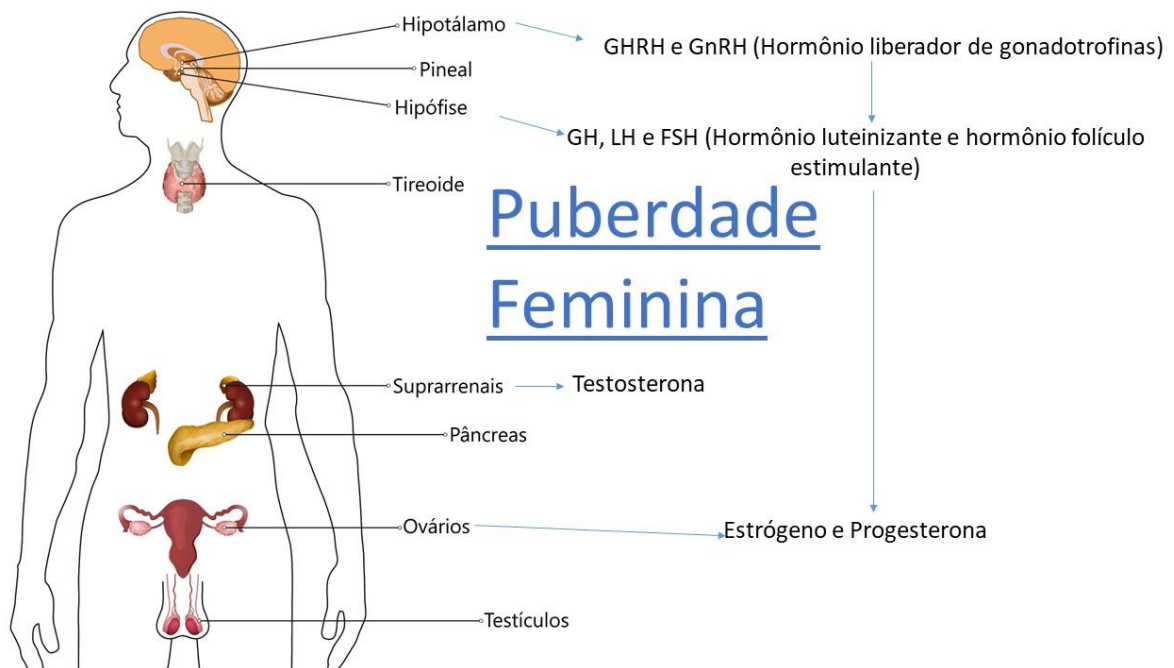 Hipotálamo
GHRH e GnRH (Hormônio liberador de gonadotrofinas)
Pineal
Hipófise
GH, LH e FSH (Hormônio luteinizante e hormônio folículo
estimulante)
Tireoide
Puberdade
Feminina
Suprarrenais
Testosterona
Pâncreas
Ovários
Estrógeno e Progesterona
Testículos